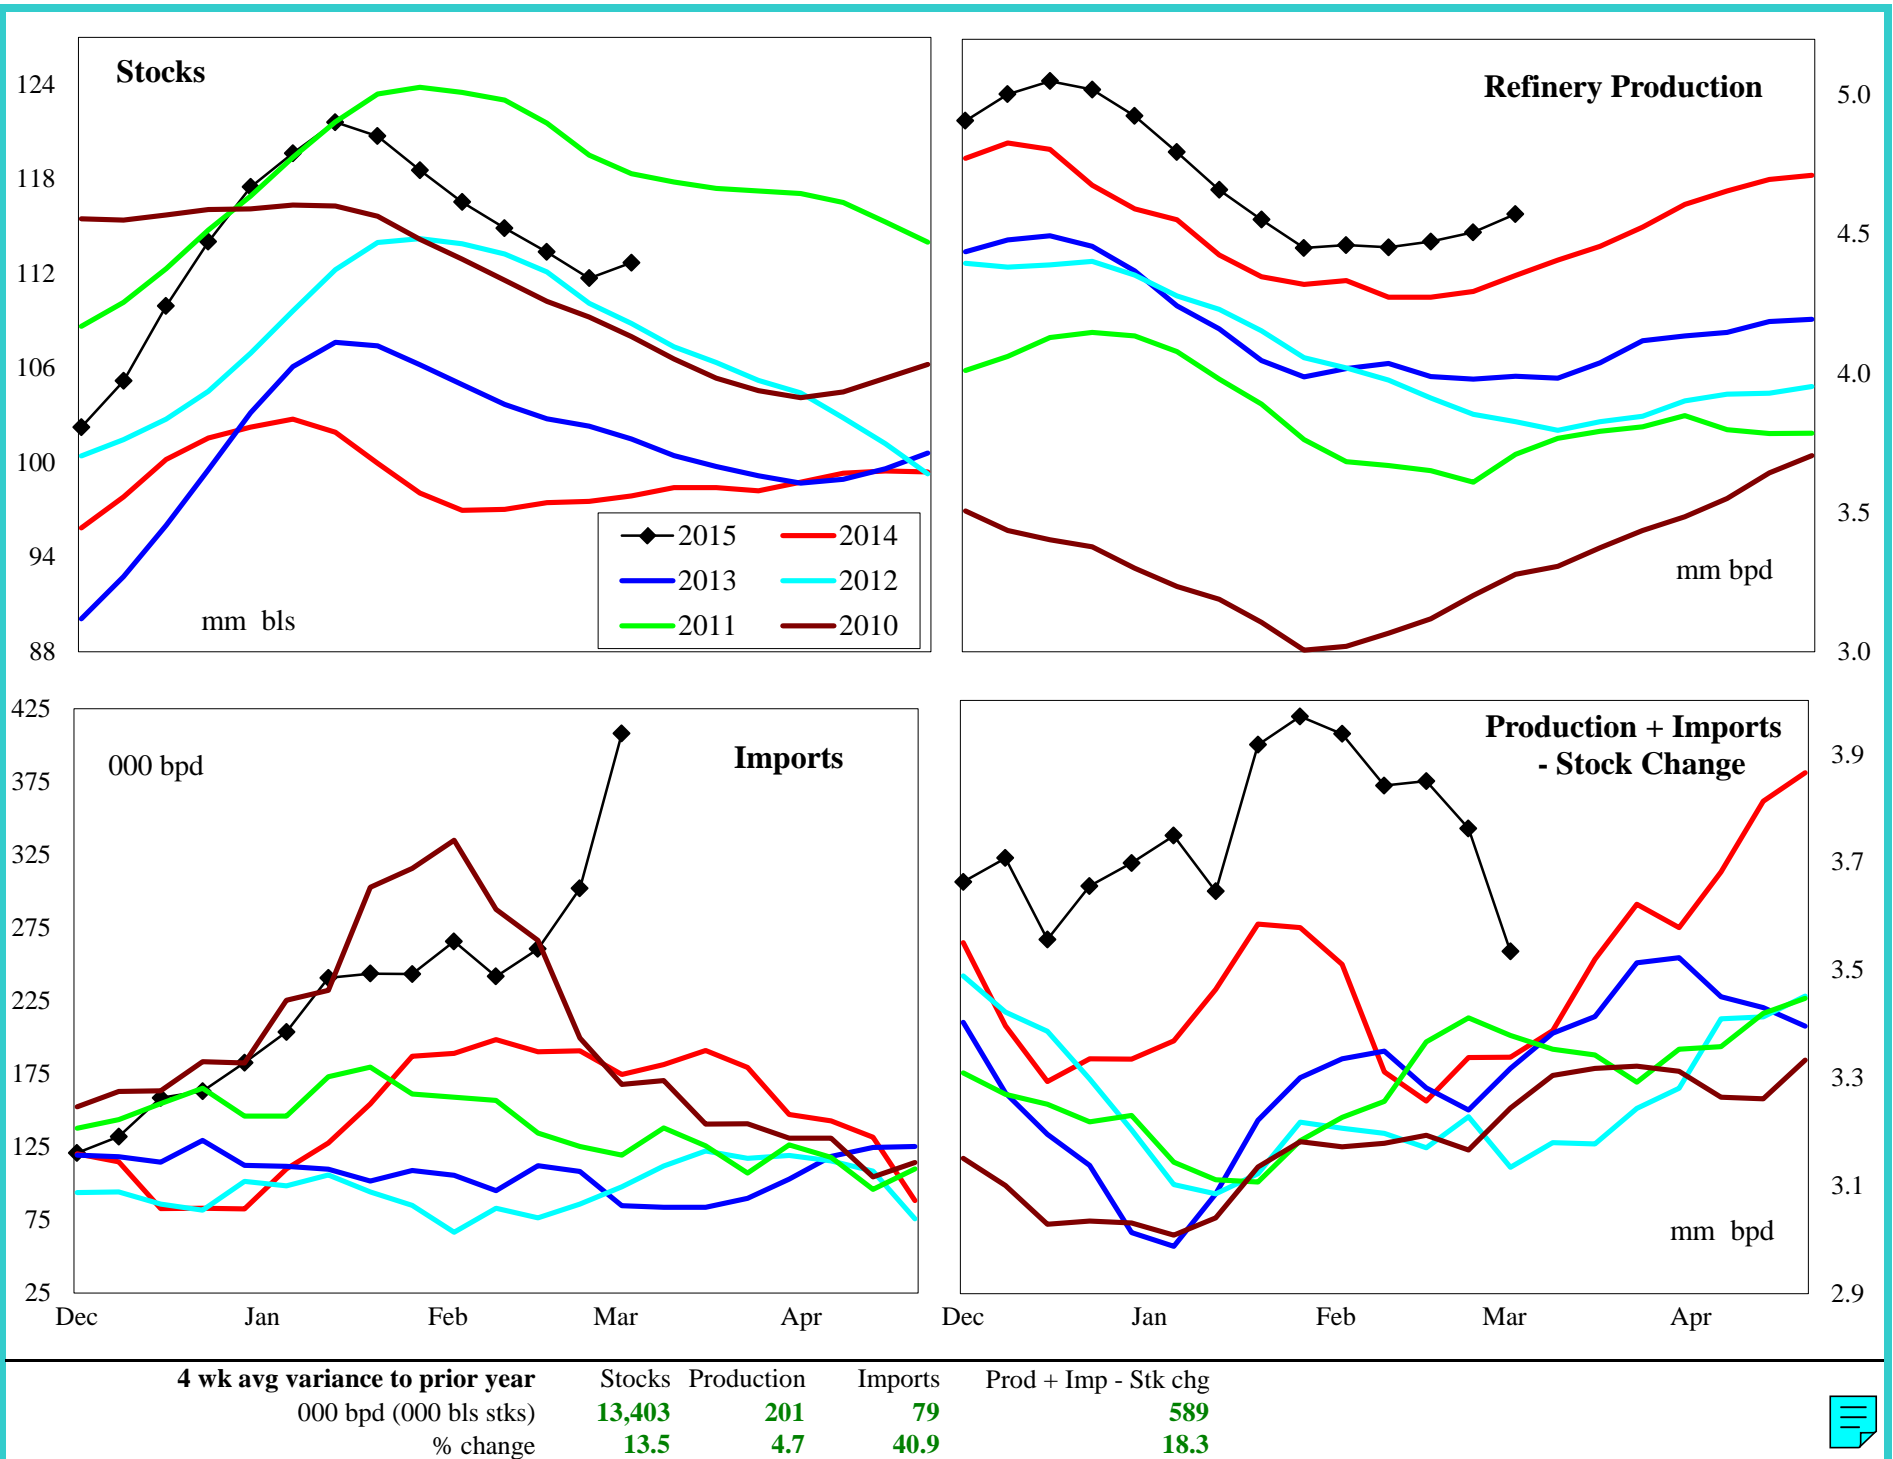 Stocks
124
118
112
106
100
94
88
mm bls
2015 2014
2013 2012
2011 2010
Refinery Production
5.0
4.5
4.0
3.5
3.0
mm bpd
425
375
325
275
225
175
125
75
25
000 bpd
Imports
Dec Jan Feb Mar Apr
Production + Imports
- Stock Change
3.9
3.7
3.5
3.3
3.1
2.9
mm bpd
Dec Jan Feb Mar Apr
4 wk avg variance to prior year Stocks Production Imports Prod + Imp - Stk chg
000 bpd (000 bls stks) 13,403 201 79 589
% change 13.5 4.7 40.9 18.3